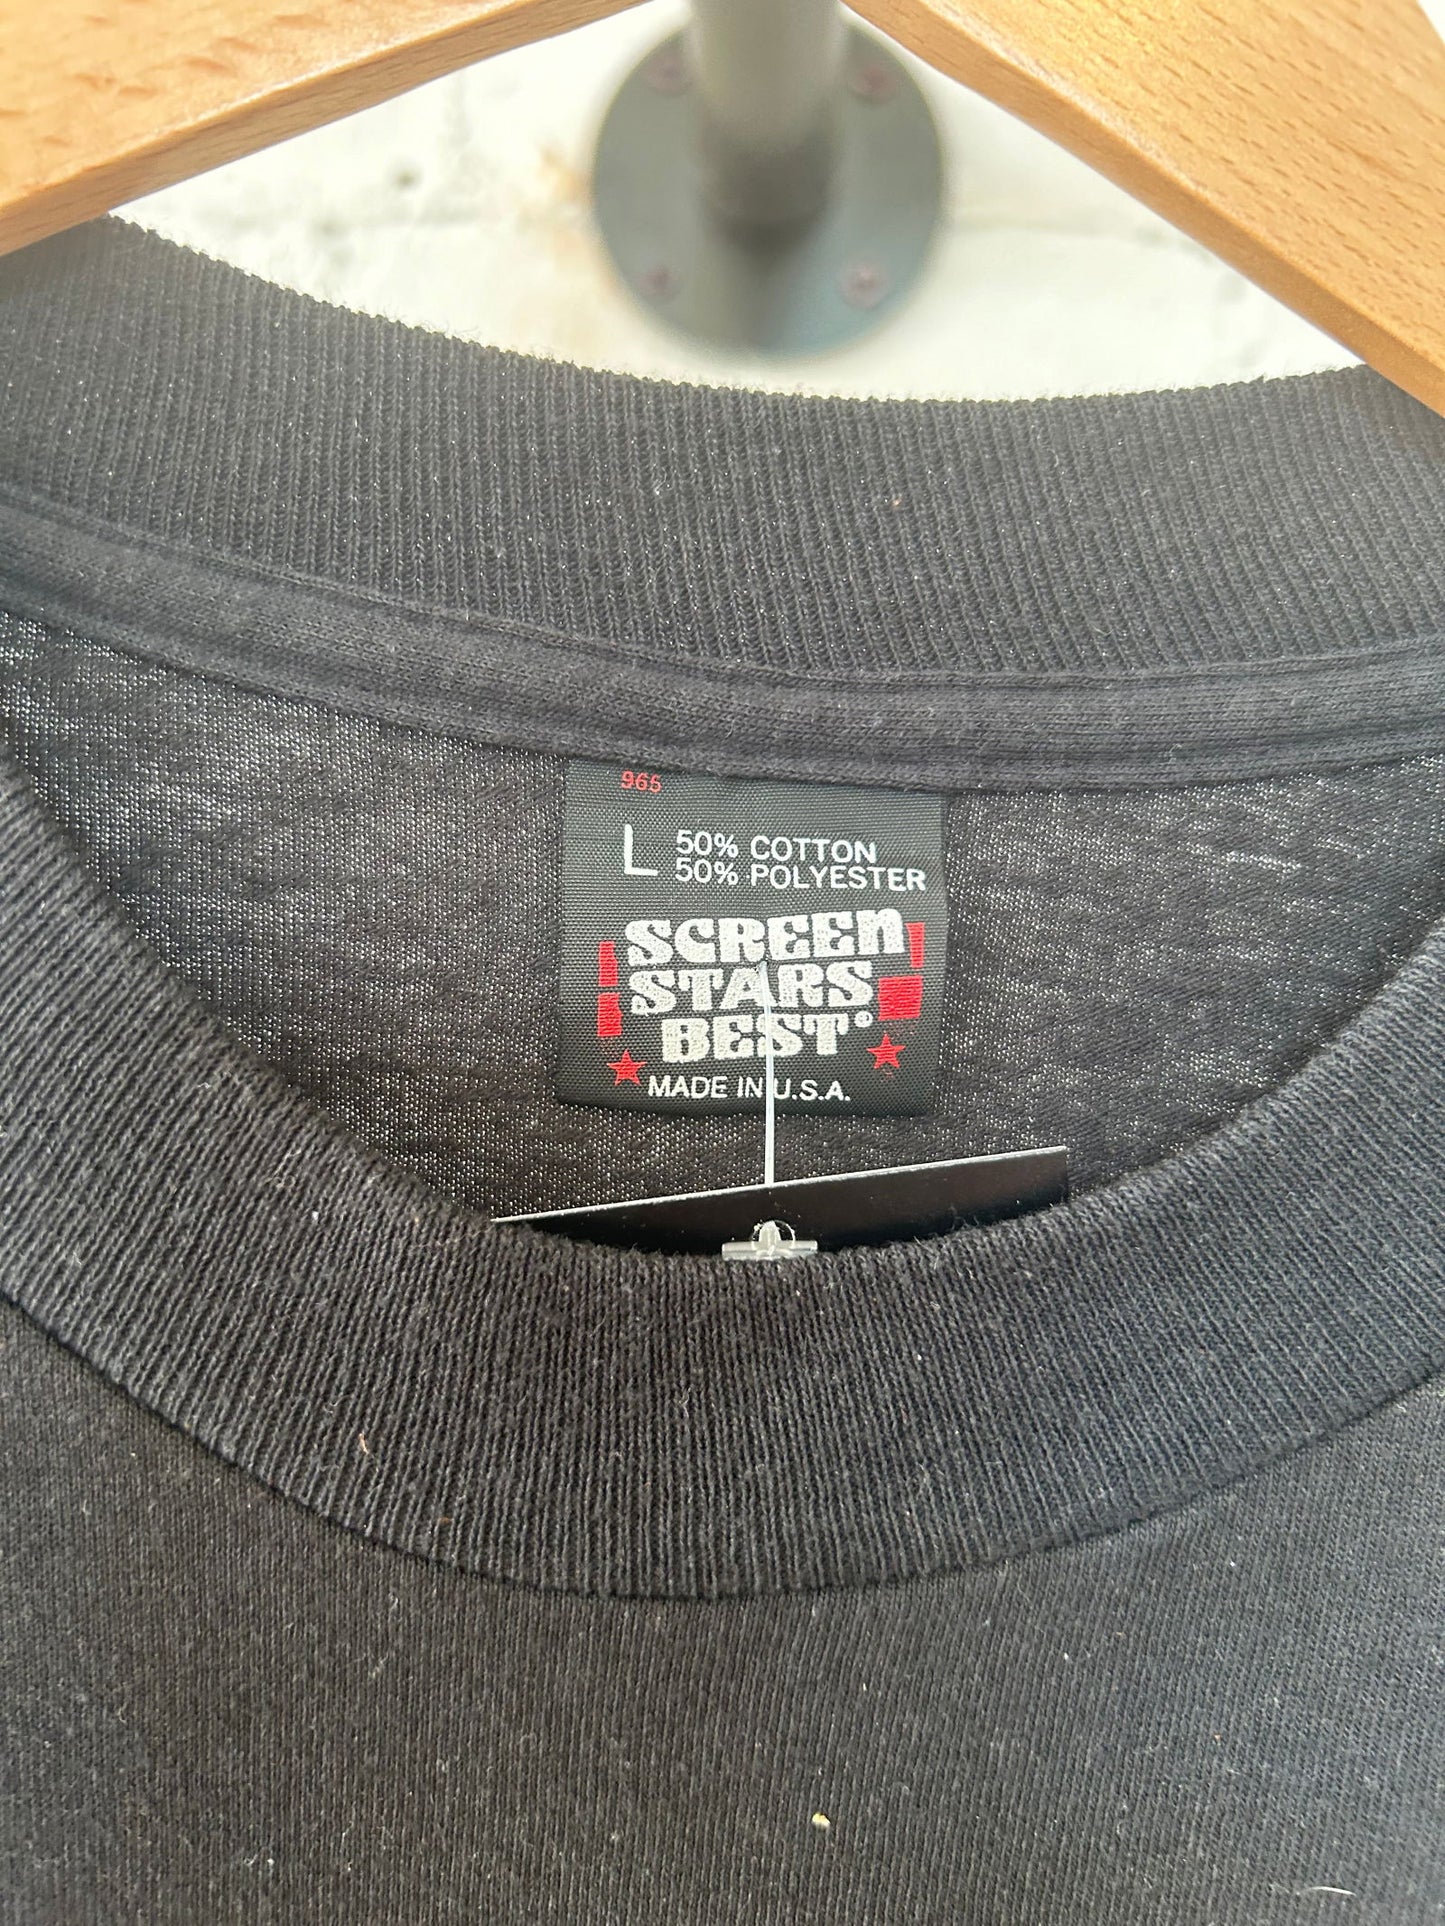 965
L 50% COTTON
50% POLYESTER
SCREEN
STARS
BEST®
MADE IN U.S.A.